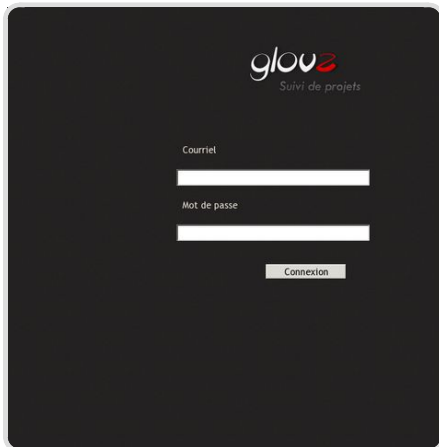 glouz
Suivi de projets
Courriel
Mot de passe
Connexion